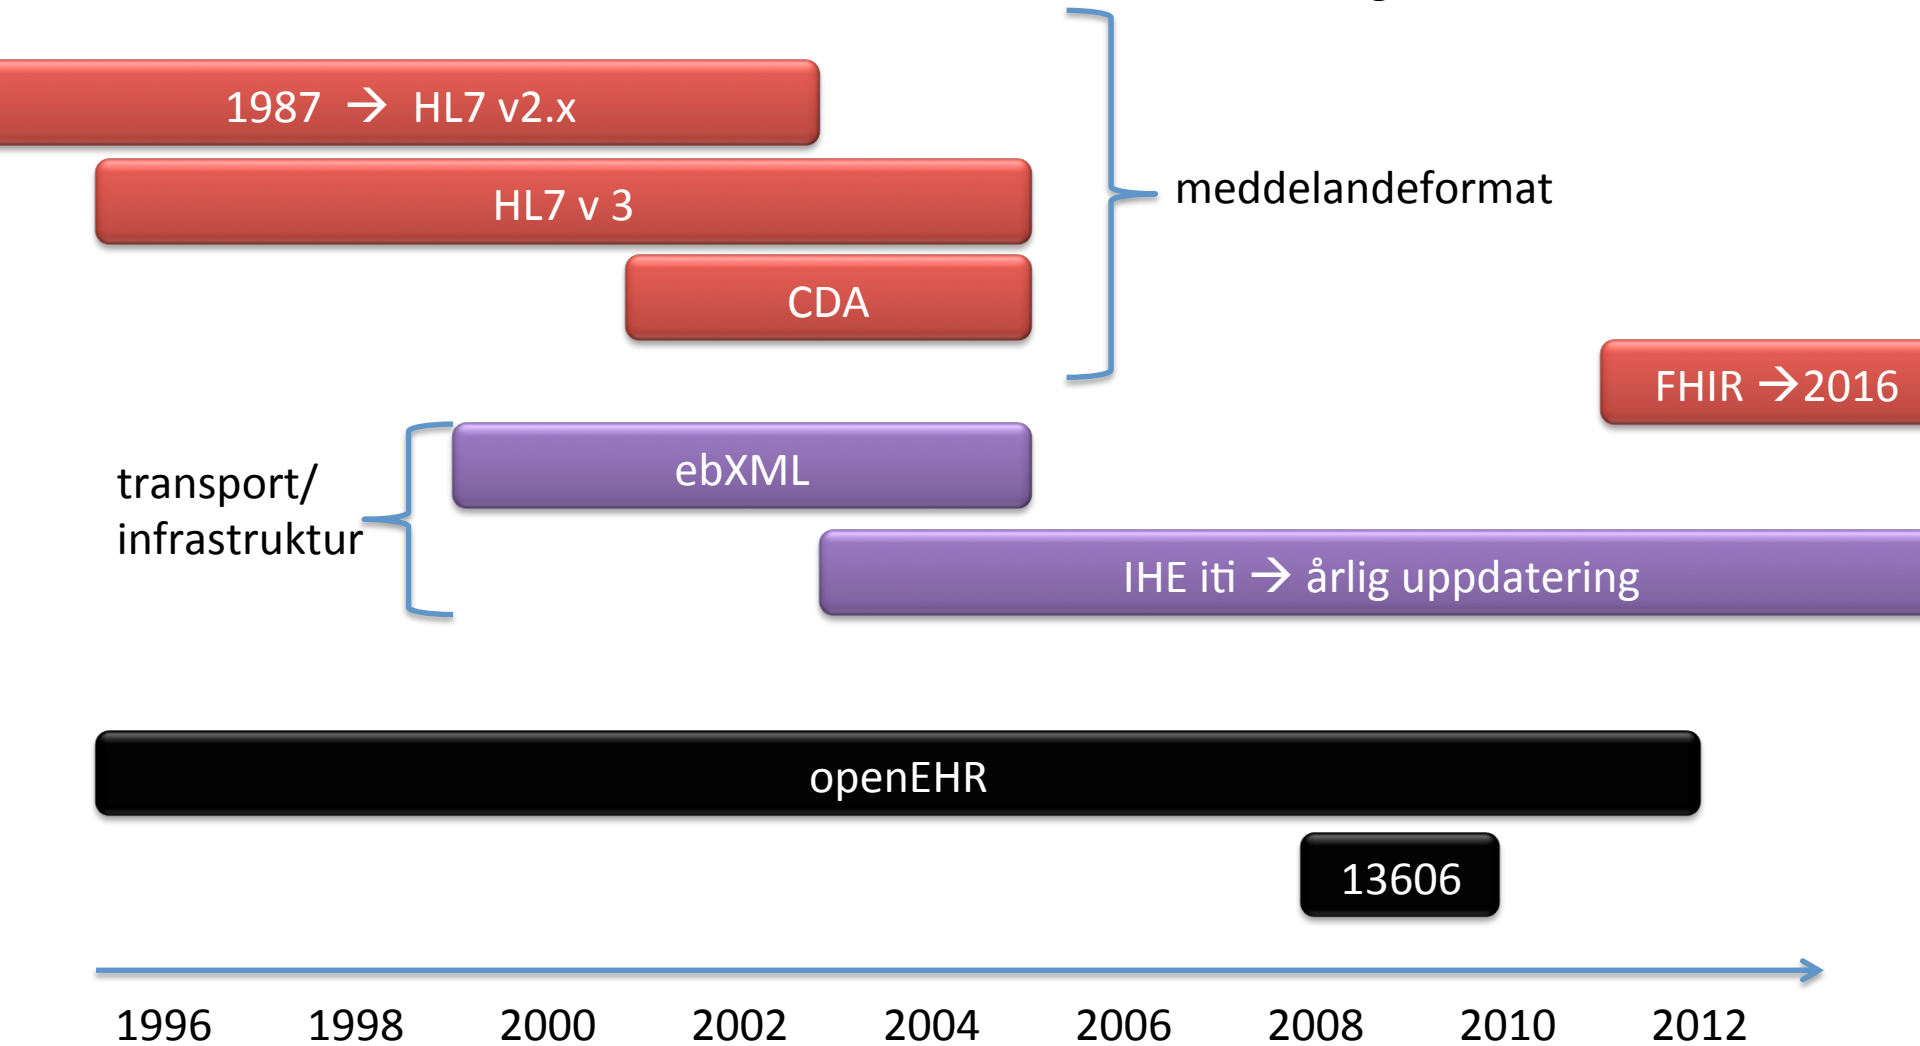 1987 → HL7 v2.x
HL7 v 3
meddelandeformat
CDA
FHIR →2016
ebXML
transport/
infrastruktur
IHE iti → årlig uppdatering
openEHR
13606
1996 1998 2000 2002 2004 2006 2008 2010 2012